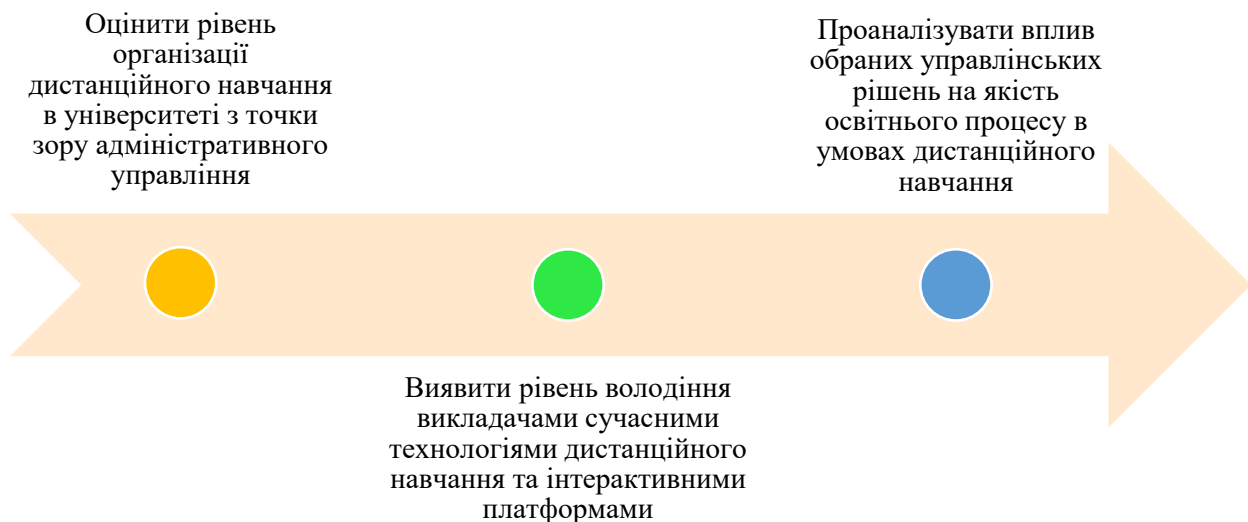 Оцінити рівень
організації
дистанційного навчання
в університеті з точки
зору адміністративного
управління
Виявити рівень володіння
викладачами сучасними
технологіями дистанційного
навчання та інтерактивними
платформами
Проаналізувати вплив
обраних управлінських
рішень на якість
освітнього процесу в
умовах дистанційного
навчання